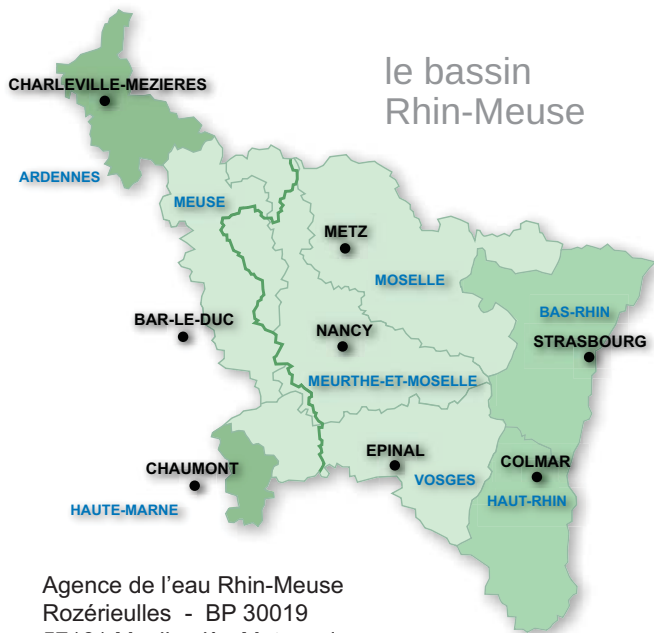 le bassin
Rhin-Meuse
CHARLEVILLE-MEZIERES
ARDENNES
MEUSE
METZ
MOSELLE
BAR-LE-DUC
NANCY
BAS-RHIN
STRASBOURG
MEURTHE-ET-MOSELLE
CHAUMONT
EPINAL
VOSGES
COLMAR
HAUT-RHIN
HAUTE-MARNE
Agence de l'eau Rhin-Meuse
Rozérieulles - BP 30019